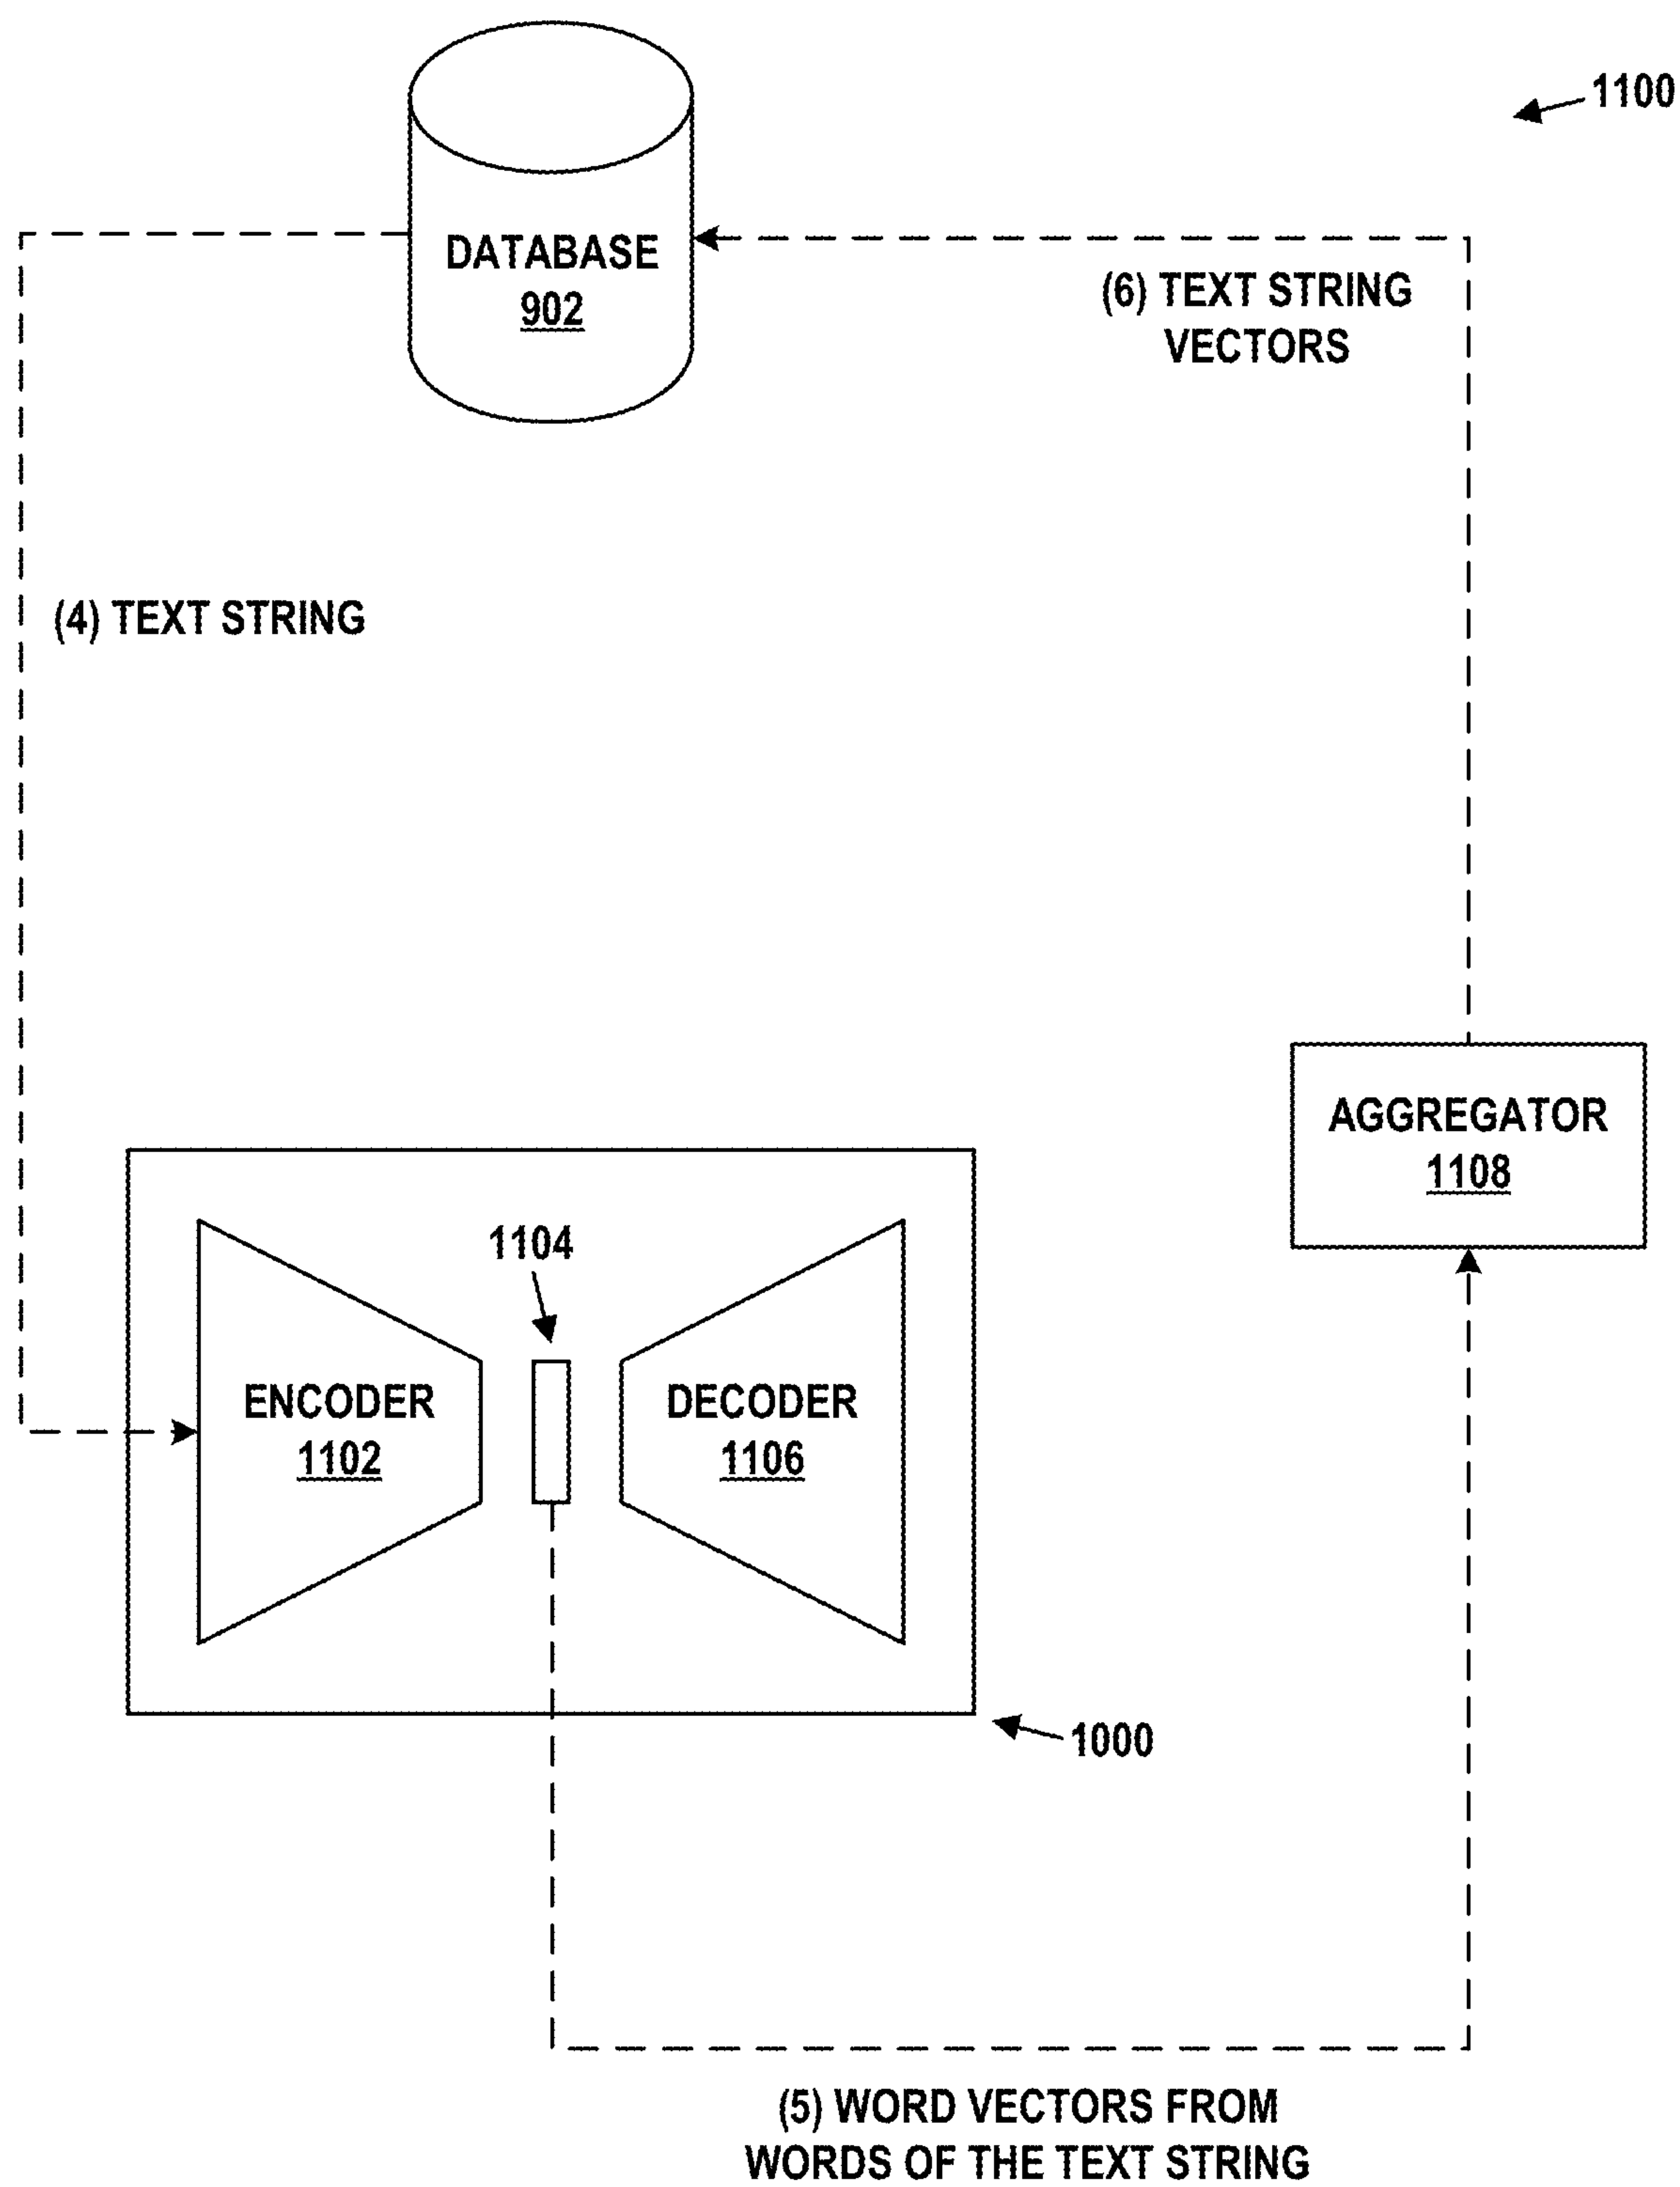 1100
DATABASE
902
(6) TEXT STRING
VECTORS
(4) TEXT STRING
AGGREGATOR
1108
1104
ENCODER
1102
DECODER
1106
1000
(5) WORD VECTORS FROM
WORDS OF THE TEXT STRING